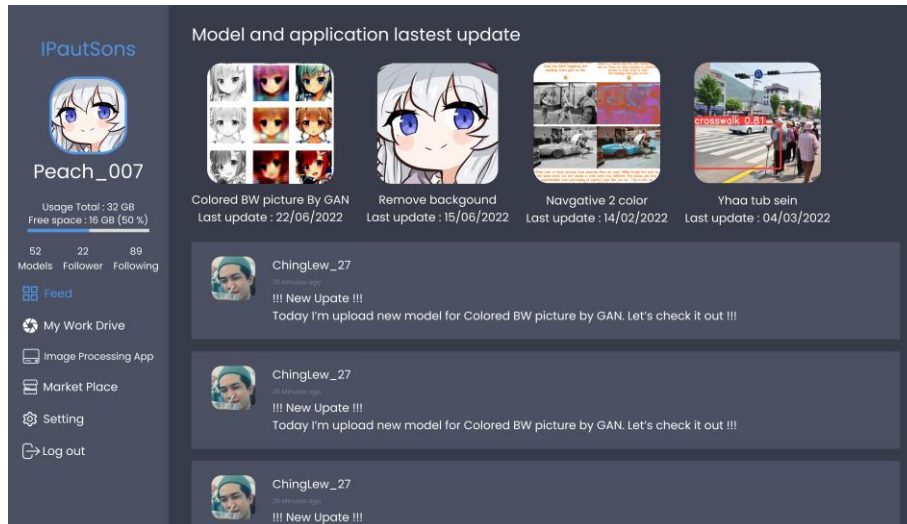 IPautSons
Peach_007
Usage Total : 32 GB
Free space : 16 GB (50 %)
52 22 89
Models Follower Following
Feed
My Work Drive
Image Processing App
Market Place
Setting
Log out
Model and application lastest update
crosswalk 0.81
Colored BW picture By GAN
Last update : 22/06/2022
Remove backgound
Last update : 15/06/2022
Navgative 2 color
Last update : 14/02/2022
Yhaa tub sein
Last update : 04/03/2022
ChingLew_27
!!! New Upate !!!
Today I'm upload new model for Colored BW picture by GAN. Let's check it out !!!
ChingLew_27
!!! New Upate !!!
Today I'm upload new model for Colored BW picture by GAN. Let's check it out !!!
ChingLew_27
!!! New Upate !!!